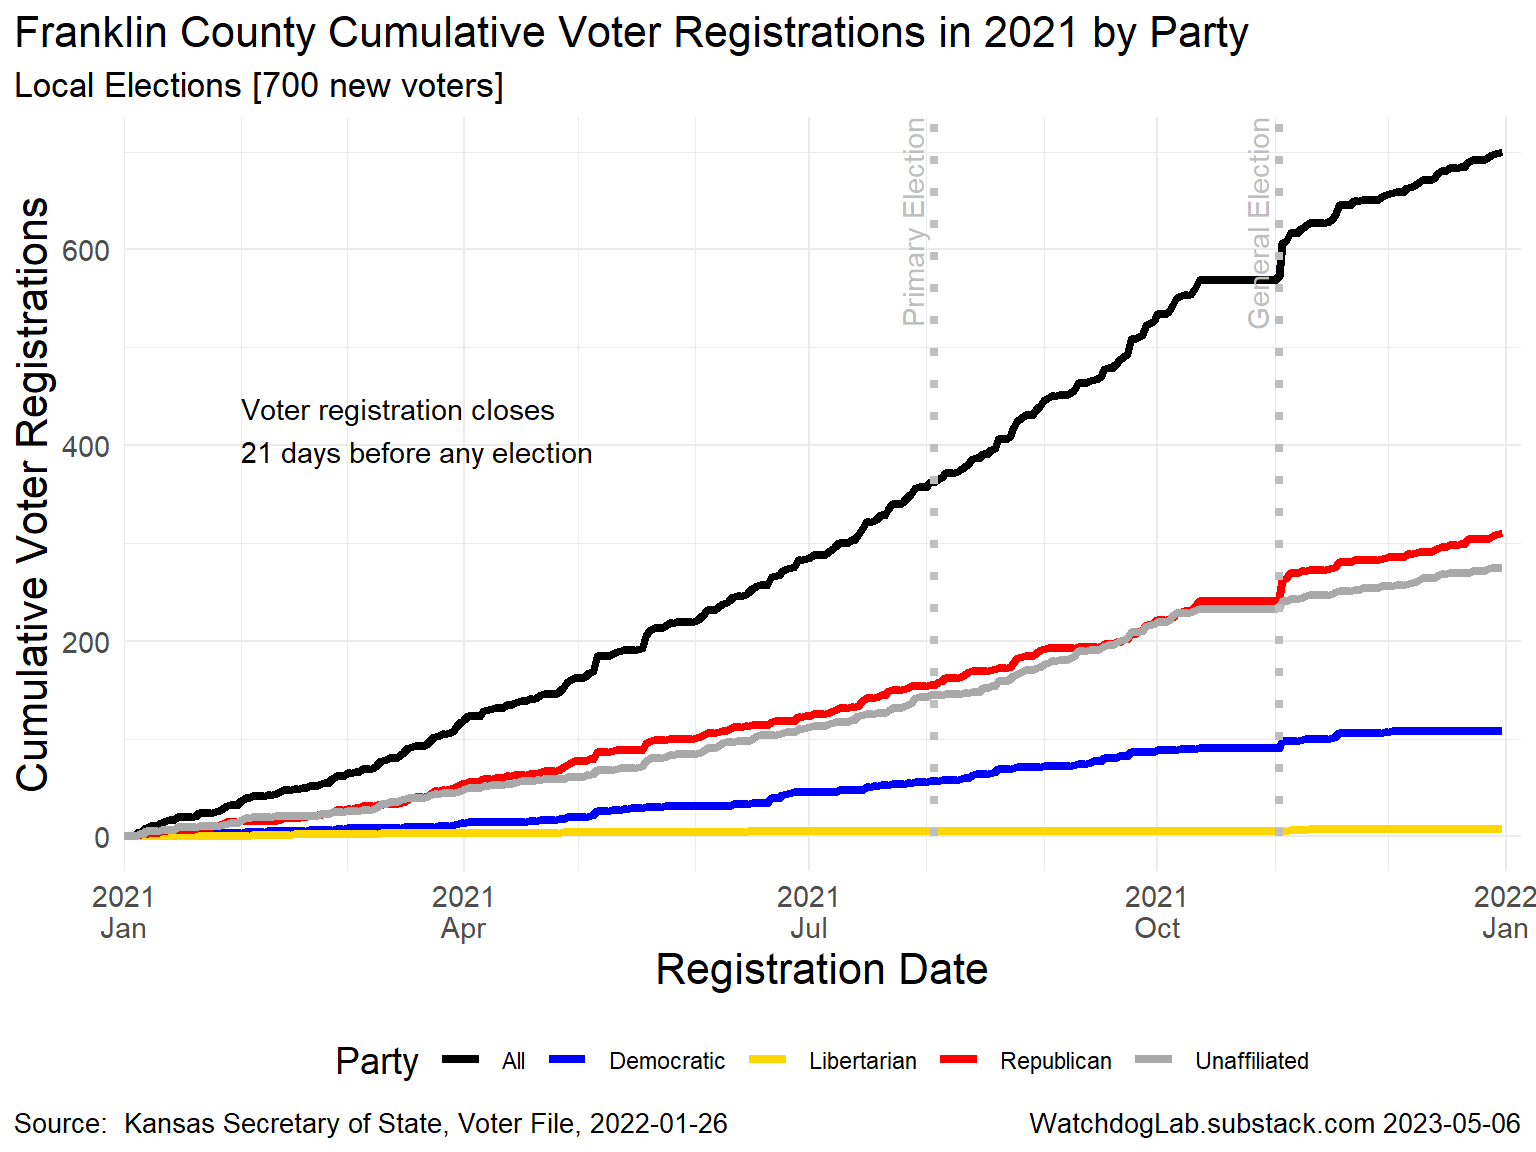 Franklin County Cumulative Voter Registrations in 2021 by Party
Local Elections [700 new voters]
Cumulative Voter Registrations
600
400
200
0
Primary Election
General Election
Voter registration closes
21 days before any election
2021
Jan
2021
Apr
2021
Jul
2021
Oct
2022
Jan
Registration Date
Party
All
Democratic
Libertarian
Republican
Unaffiliated
Source:  Kansas Secretary of State, Voter File, 2022-01-26
WatchdogLab.substack.com 2023-05-06